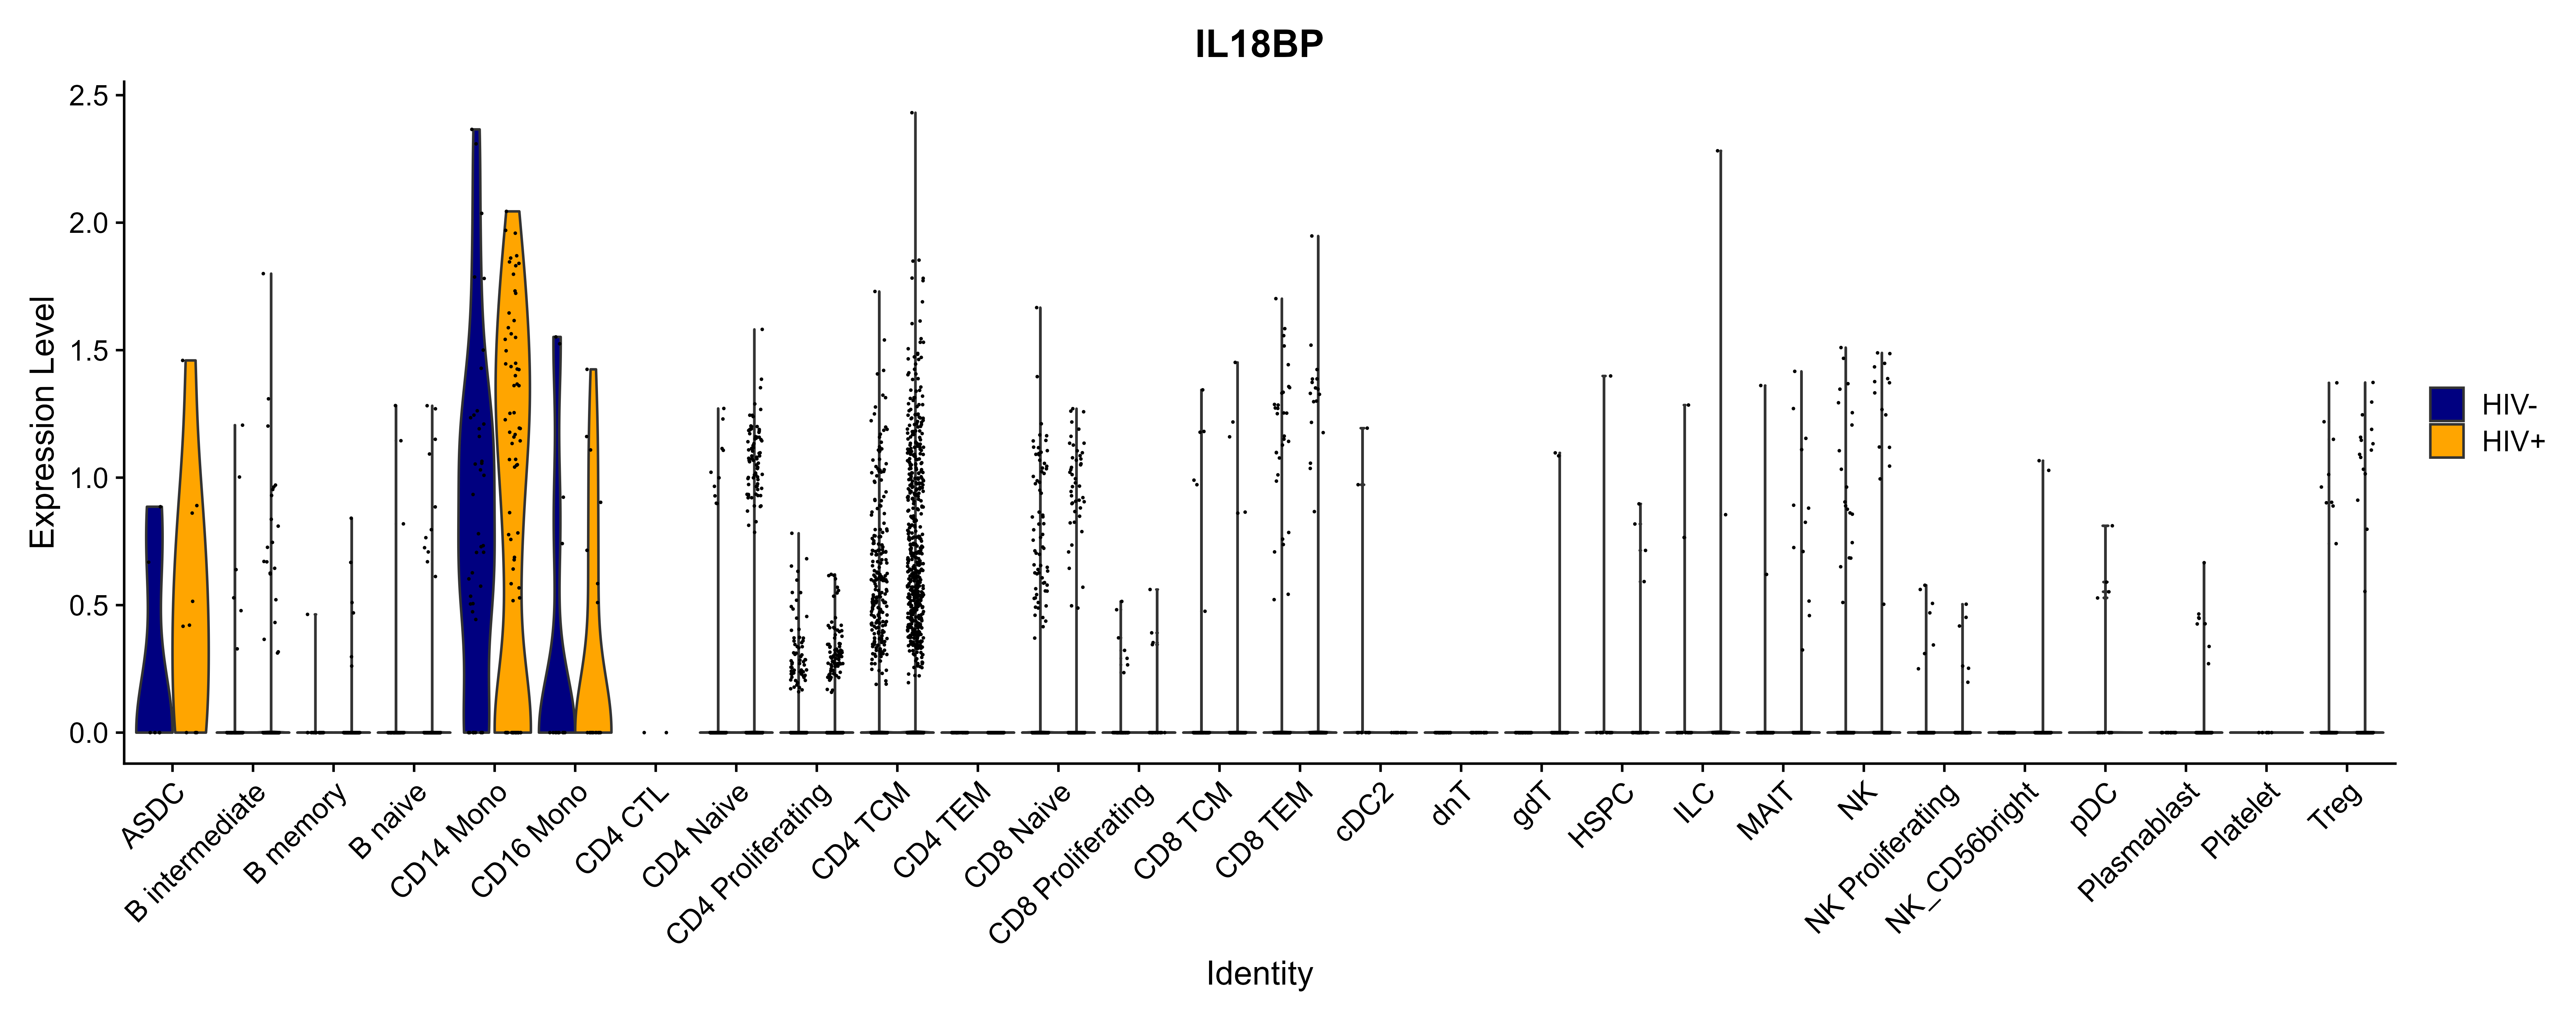 IL18BP
Expression Level
2.5
2.0
1.5
1.0
0.5
0.0
HIV-
HIV+
ASDC
B intermediate
B memory
B naive
CD14 Mono
CD16 Mono
CD4 CTL
CD4 Naive
CD4 Proliferating
CD4 TCM
CD4 TEM
CD8 Naive
CD8 Proliferating
CD8 TCM
CD8 TEM
cDC2
dnT
gdT
HSPC
ILC
MAIT
NK
NK Proliferating
NK_CD56bright
pDC
Plasmablast
Platelet
Treg
Identity